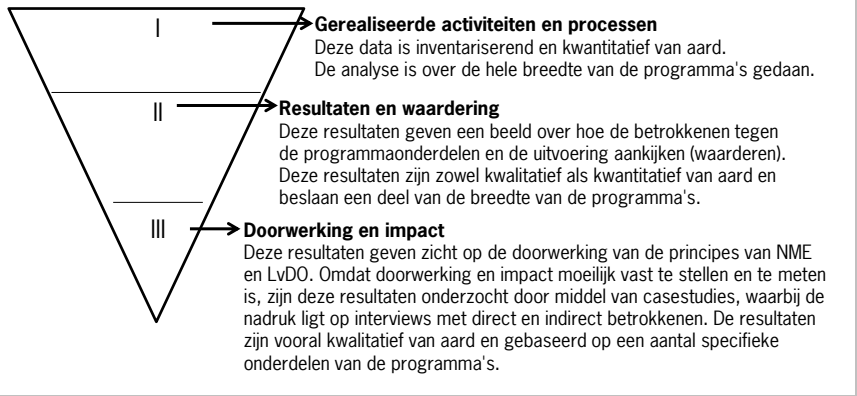 I
Gerealiseerde activiteiten en processen
Deze data is inventariserend en kwantitatief van aard.
De analyse is over de hele breedte van de programma's gedaan.
II
Resultaten en waardering
Deze resultaten geven een beeld over hoe de betrokkenen tegen
de programmaonderdelen en de uitvoering aankijken (waarderen).
Deze resultaten zijn zowel kwalitatief als kwantitatief van aard en
beslaan een deel van de breedte van de programma's.
III
Doorwerking en impact
Deze resultaten geven zicht op de doorwerking van de principes van NME
en LvDO. Omdat doorwerking en impact moeilijk vast te stellen en te meten
is, zijn deze resultaten onderzocht door middel van casestudies, waarbij de
nadruk ligt op interviews met direct en indirect betrokkenen. De resultaten
zijn vooral kwalitatief van aard en gebaseerd op een aantal specifieke
onderdelen van de programma's.